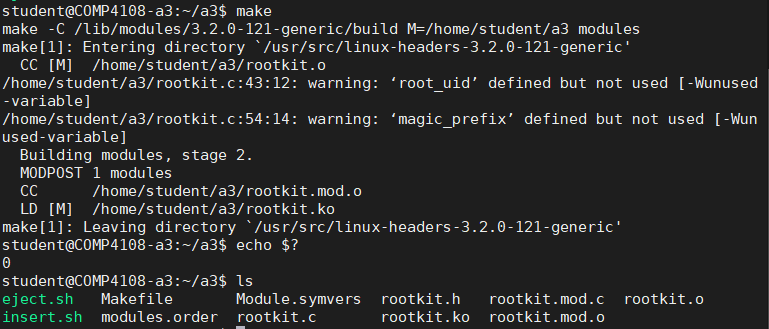 student@COMP4108-a3:~/a3$ make
make -C /lib/modules/3.2.0-121-generic/build M=/home/student/a3 modules
make[1]: Entering directory `/usr/src/linux-headers-3.2.0-121-generic'
  CC [M]  /home/student/a3/rootkit.o
/home/student/a3/rootkit.c:43:12: warning: ‘root_uid’ defined but not used [-Wunused
-variable]
/home/student/a3/rootkit.c:54:14: warning: ‘magic_prefix’ defined but not used [-Wun
used-variable]
  Building modules, stage 2.
  MODPOST 1 modules
  CC      /home/student/a3/rootkit.mod.o
  LD [M]  /home/student/a3/rootkit.ko
make[1]: Leaving directory `/usr/src/linux-headers-3.2.0-121-generic'
student@COMP4108-a3:~/a3$ echo $?
0
student@COMP4108-a3:~/a3$ ls
eject.sh   Makefile       Module.symvers  rootkit.h   rootkit.mod.c  rootkit.o
insert.sh  modules.order  rootkit.c       rootkit.ko  rootkit.mod.o